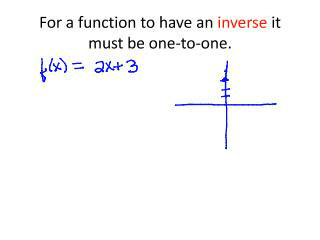 For a function to have an inverse it
must be one-to-one.
f(x) = 2x+3